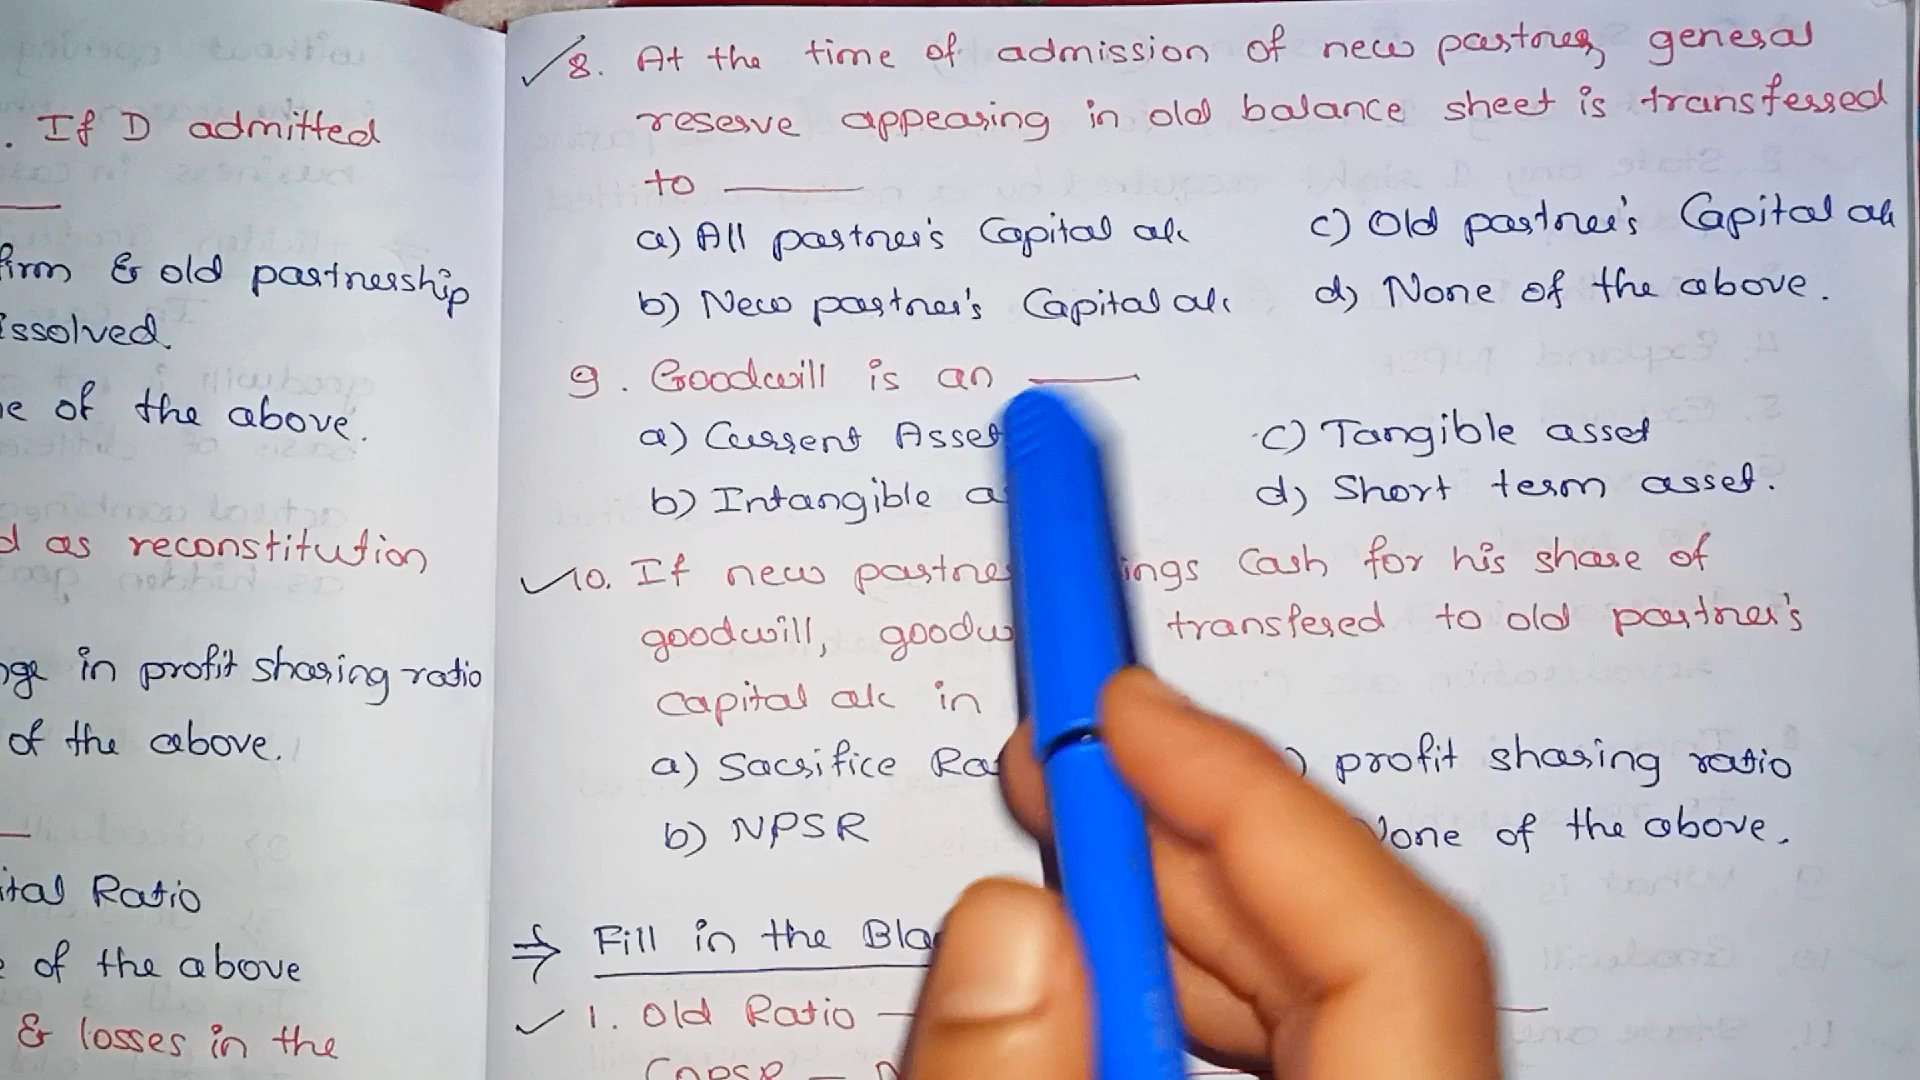 . If D admitted
firm & old partnership
issolved.
e of the above.
d as reconstitution
nge in profit sharing ratio
of the above.
ital Ratio
e of the above
& losses in the
8. At the time of admission of new partner, general
reserve appearing in old balance sheet is transferred
to ______
a) All partner's Capital a/c
c) Old partner's Capital a/c
b) New partner's Capital a/c
d) None of the above.
9. Goodwill is an ______
a) Current Asset
c) Tangible asset
b) Intangible a
d) Short term asset.
10. If new partne ings Cash for his share of
goodwill, goodw transfered to old partner's
Capital a/c in
a) Sacrifice Ra
) profit sharing ratio
b) NPSR
None of the above.
⇒ Fill in the Bla
1. Old Ratio —